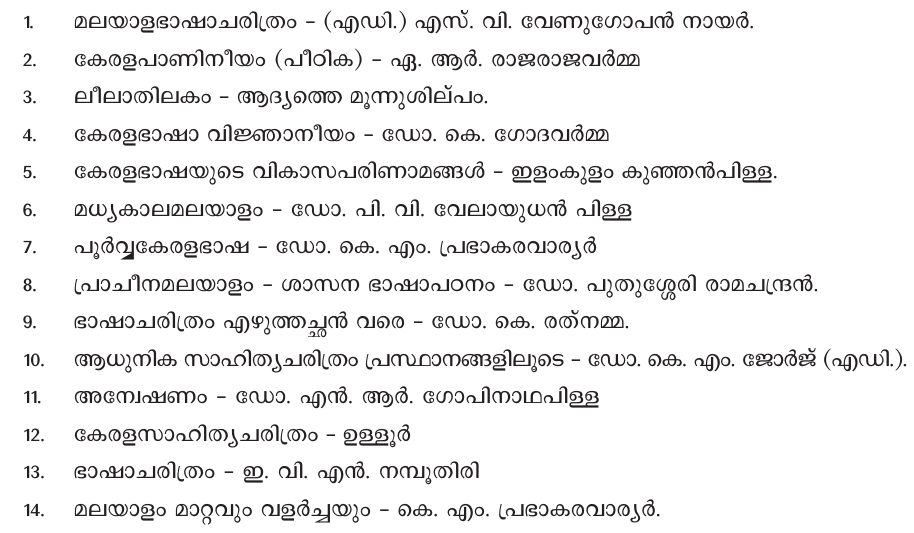 1. മലയാളഭാഷാചരിത്രം – (എഡി.) എസ്. വി. വേണുഗോപൻ നായർ.
2. കേരളപാണിനീയം (പീഠിക) – ഏ. ആർ. രാജരാജവർമ്മ
3. ലീലാതിലകം – ആദ്യത്തെ മൂന്നുശില്പം.
4. കേരളഭാഷാ വിജ്ഞാനീയം – ഡോ. കെ. ഗോദവർമ്മ
5. കേരളഭാഷയുടെ വികാസപരിണാമങ്ങൾ – ഇളംകുളം കുഞ്ഞൻപിള്ള.
6. മധ്യകാലമലയാളം – ഡോ. പി. വി. വേലായുധൻ പിള്ള
7. പൂർവ്വകേരളഭാഷ – ഡോ. കെ. എം. പ്രഭാകരവാര്യർ
8. പ്രാചീനമലയാളം – ശാസന ഭാഷാപഠനം – ഡോ. പുതുശ്ശേരി രാമചന്ദ്രൻ.
9. ഭാഷാചരിത്രം എഴുത്തച്ഛൻ വരെ – ഡോ. കെ. രത്നമ്മ.
10. ആധുനിക സാഹിത്യചരിത്രം പ്രസ്ഥാനങ്ങളിലൂടെ – ഡോ. കെ. എം. ജോർജ് (എഡി.).
11. അന്വേഷണം – ഡോ. എൻ. ആർ. ഗോപിനാഥപിള്ള
12. കേരളസാഹിത്യചരിത്രം – ഉള്ളൂർ
13. ഭാഷാചരിത്രം – ഇ. വി. എൻ. നമ്പൂതിരി
14. മലയാളം മാറ്റവും വളർച്ചയും – കെ. എം. പ്രഭാകരവാര്യർ.